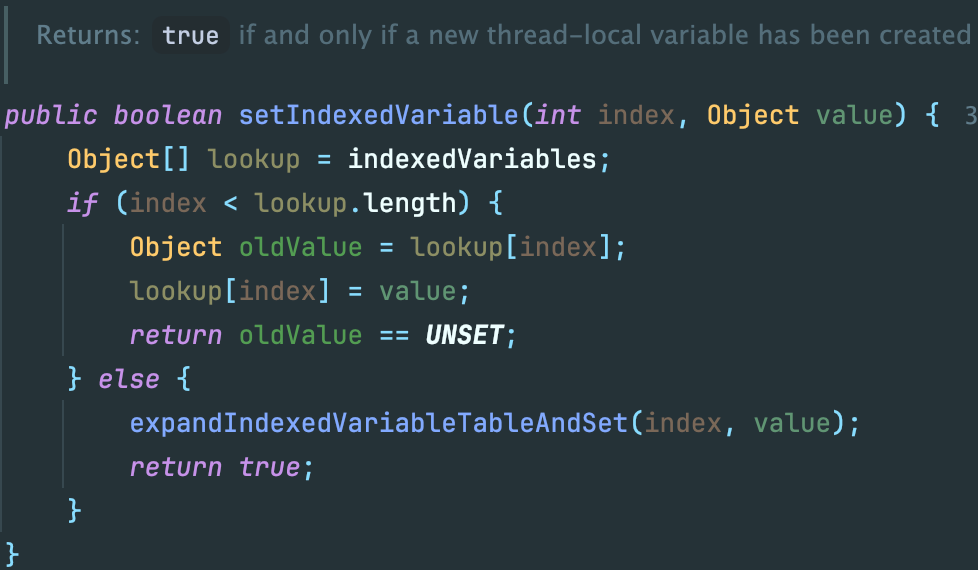 Returns: true if and only if a new thread-local variable has been created
public boolean setIndexedVariable(int index, Object value) { 3
    Object[] lookup = indexedVariables;
    if (index < lookup.length) {
        Object oldValue = lookup[index];
        lookup[index] = value;
        return oldValue == UNSET;
    } else {
        expandIndexedVariableTableAndSet(index, value);
        return true;
    }
}